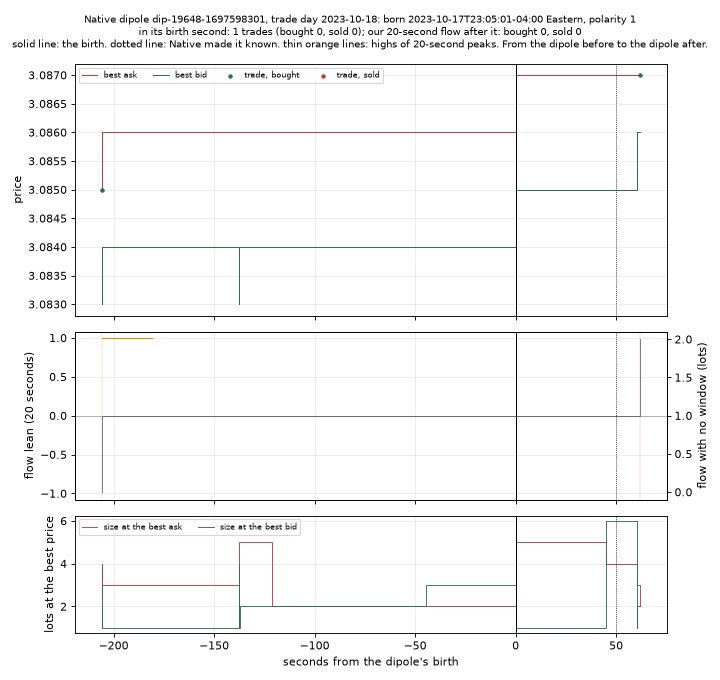 Native dipole dip-19648-1697598301, trade day 2023-10-18: born 2023-10-17T23:05:01-04:00 Eastern, polarity 1
in its birth second: 1 trades (bought 0, sold 0); our 20-second flow after it: bought 0, sold 0
solid line: the birth. dotted line: Native made it known. thin orange lines: highs of 20-second peaks. From the dipole before to the dipole after.
best ask best bid trade, bought trade, sold
3.0870
3.0865
3.0860
3.0855
3.0850
3.0845
3.0840
3.0835
3.0830
price
1.0
0.5
0.0
−0.5
−1.0
flow lean (20 seconds)
2.0
1.5
1.0
0.5
0.0
flow with no window (lots)
size at the best ask size at the best bid
6
4
2
lots at the best price
−200 −150 −100 −50 0 50
seconds from the dipole's birth